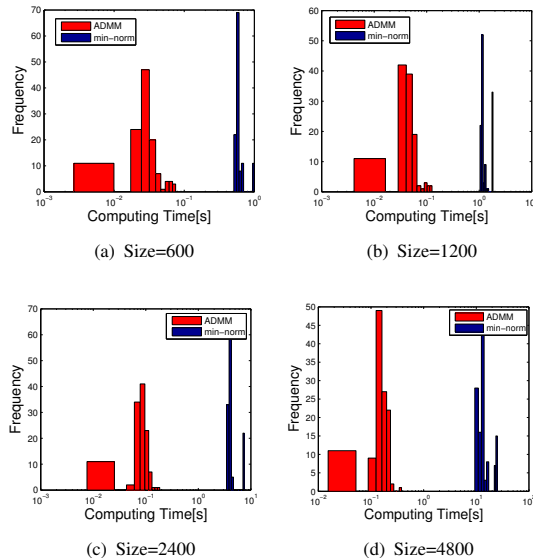 70
60
50
40
30
20
10
0
Frequency
ADMM
min−norm
10⁻³ 10⁻² 10⁻¹ 10⁰
Computing Time[s]
(a) Size=600
60
50
40
30
20
10
0
Frequency
ADMM
min−norm
10⁻³ 10⁻² 10⁻¹ 10⁰ 10¹
Computing Time[s]
(b) Size=1200
70
60
50
40
30
20
10
0
Frequency
ADMM
min−norm
10⁻³ 10⁻² 10⁻¹ 10⁰ 10¹
Computing Time[s]
(c) Size=2400
50
45
40
35
30
25
20
15
10
5
0
Frequency
ADMM
min−norm
10⁻² 10⁻¹ 10⁰ 10¹ 10²
Computing Time[s]
(d) Size=4800